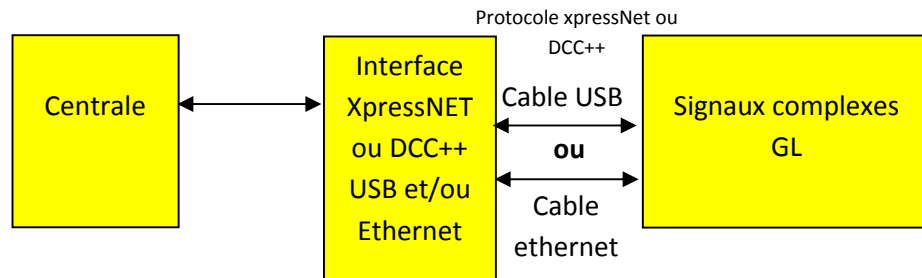 Protocole xpressNet ou
DCC++
Centrale
Interface
XpressNET
ou DCC++
USB et/ou
Ethernet
Cable USB
ou
Cable
ethernet
Signaux complexes
GL